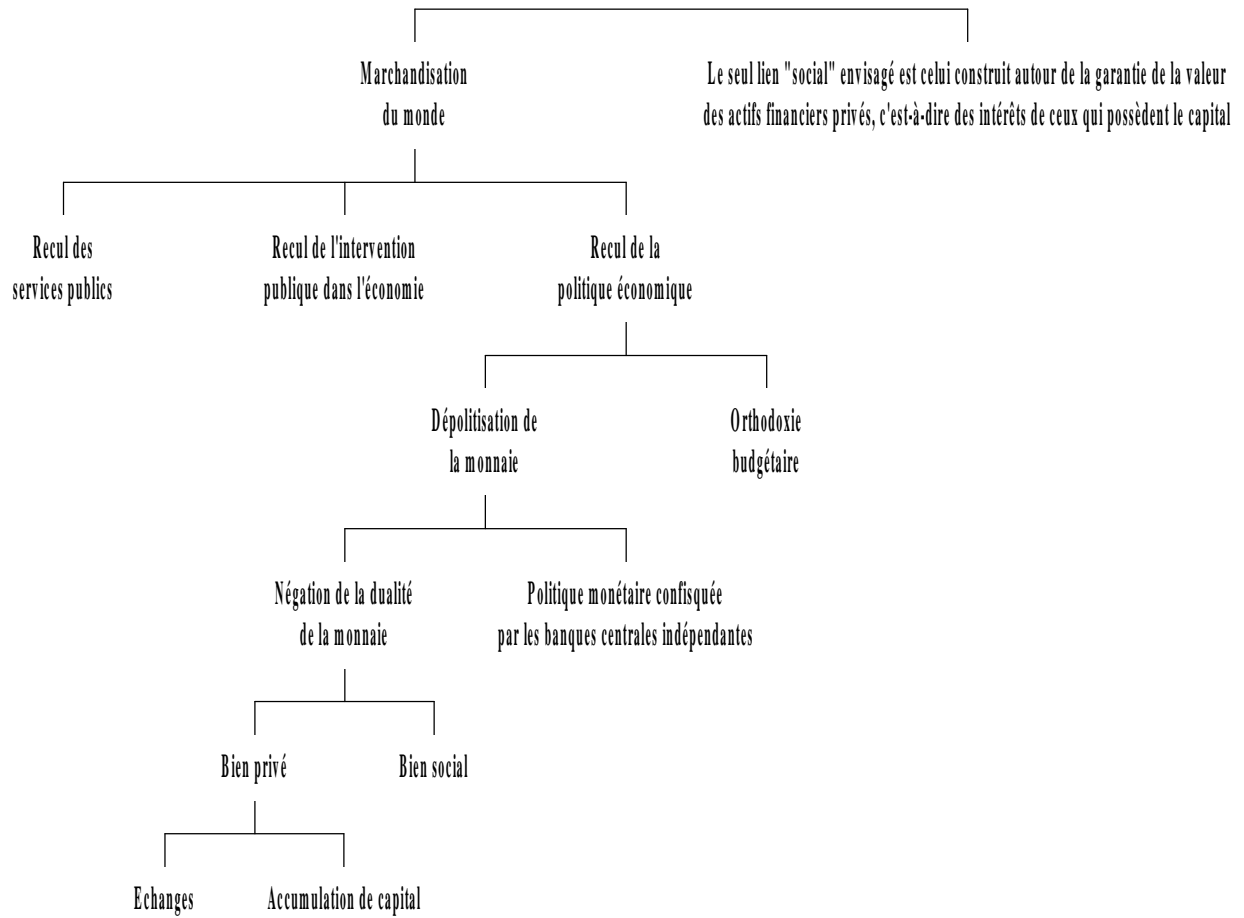 Marchandisation
du monde
Le seul lien "social" envisagé est celui construit autour de la garantie de la valeur
des actifs financiers privés, c'est-à-dire des intérêts de ceux qui possèdent le capital
Recul des
services publics
Recul de l'intervention
publique dans l'économie
Recul de la
politique économique
Dépolitisation de
la monnaie
Orthodoxie
budgétaire
Négation de la dualité
de la monnaie
Politique monétaire confisquée
par les banques centrales indépendantes
Bien privé
Bien social
Echanges
Accumulation de capital